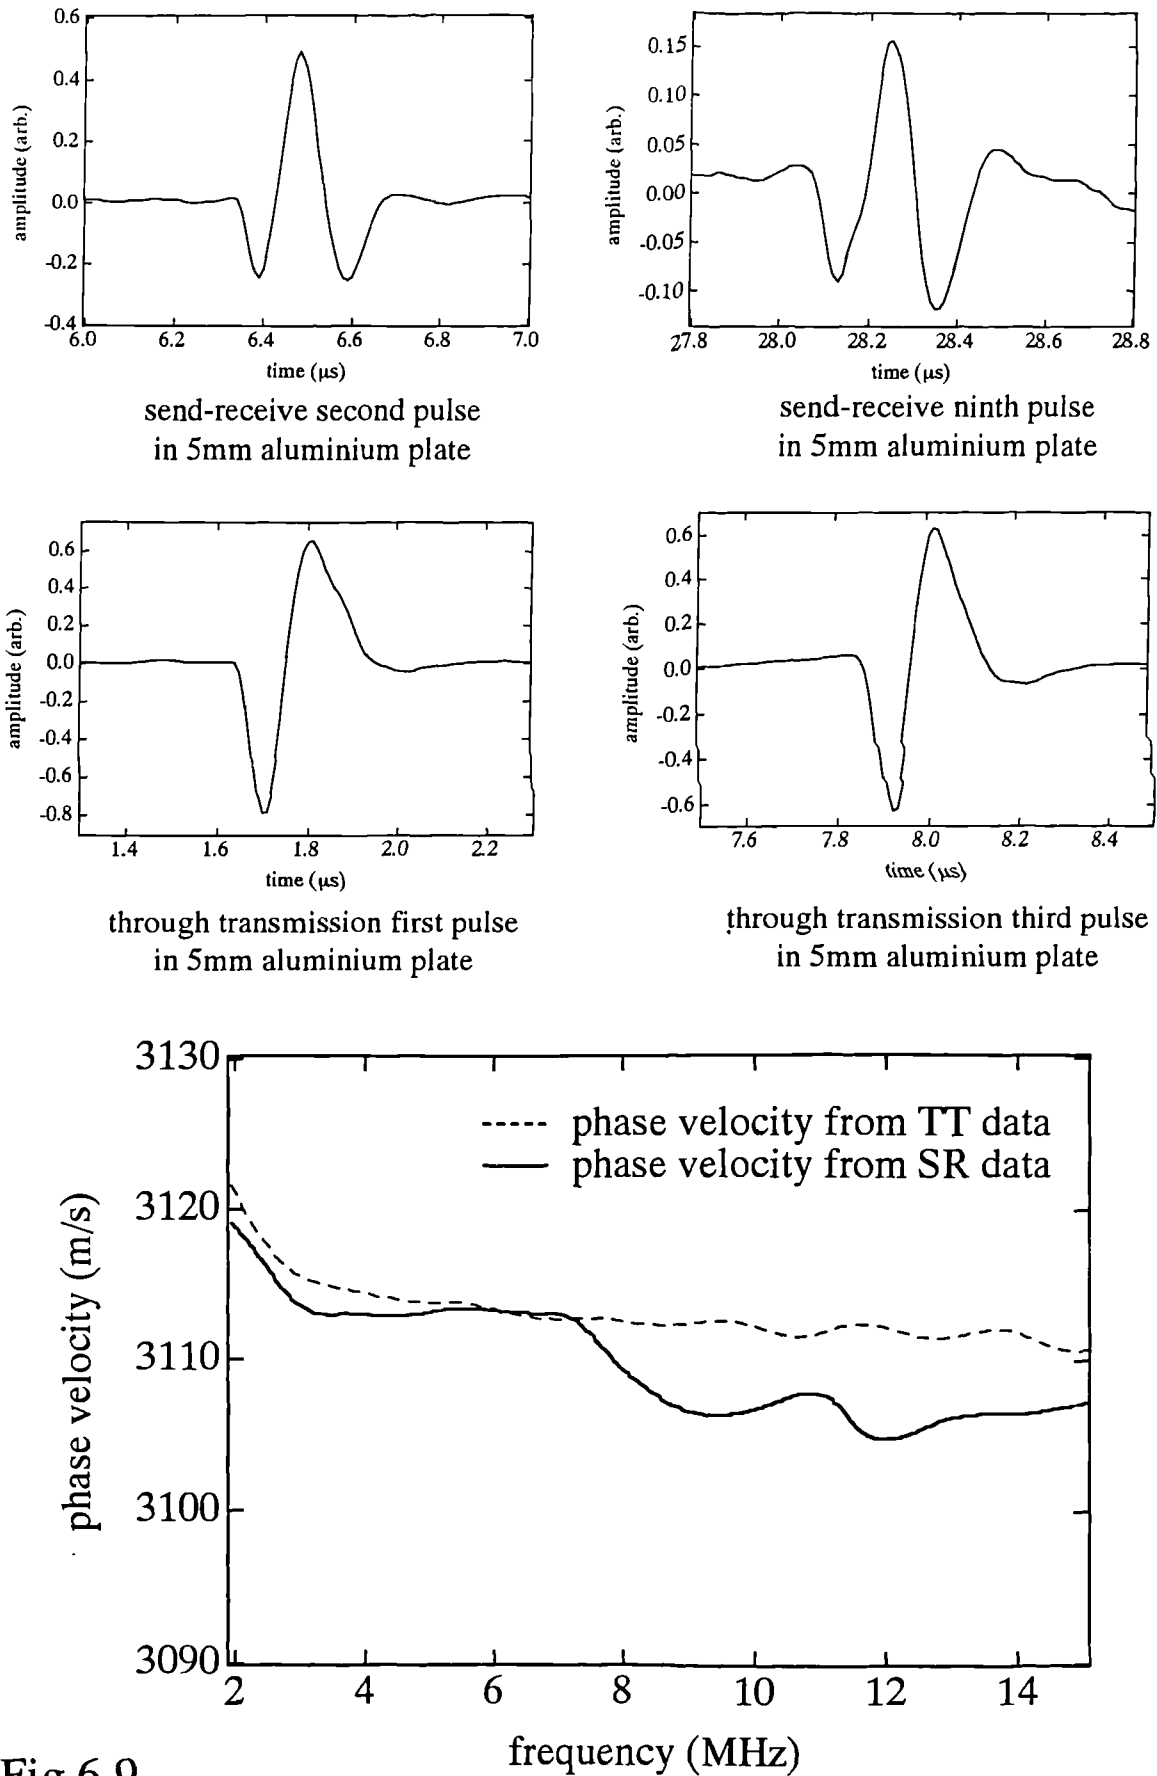 0.6
0.4
0.2
0.0
-0.2
-0.4
6.0 6.2 6.4 6.6 6.8 7.0
amplitude (arb.)
time (μs)
send-receive second pulse
in 5mm aluminium plate
0.15
0.10
0.05
0.00
-0.05
-0.10
27.8 28.0 28.2 28.4 28.6 28.8
amplitude (arb.)
time (μs)
send-receive ninth pulse
in 5mm aluminium plate
0.6
0.4
0.2
0.0
-0.2
-0.4
-0.6
-0.8
1.4 1.6 1.8 2.0 2.2
amplitude (arb.)
time (μs)
through transmission first pulse
in 5mm aluminium plate
0.6
0.4
0.2
0.0
-0.2
-0.4
-0.6
7.6 7.8 8.0 8.2 8.4
amplitude (arb.)
time (μs)
through transmission third pulse
in 5mm aluminium plate
3130
3120
3110
3100
3090
phase velocity (m/s)
phase velocity from TT data
phase velocity from SR data
2 4 6 8 10 12 14
frequency (MHz)
Fig 6.9